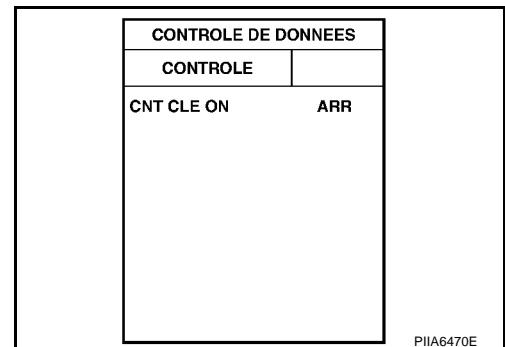 CONTROLE DE DONNEES
CONTROLE
CNT CLE ON ARR
PIIA6470E